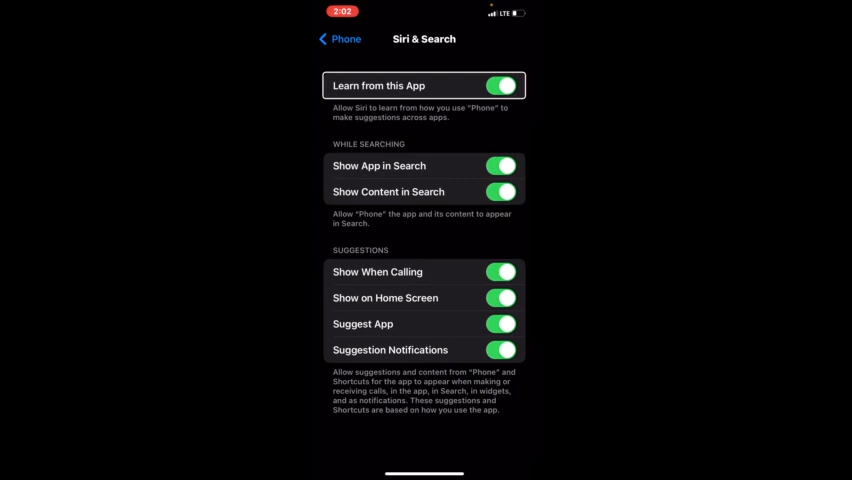 2:02
LTE
Phone
Siri & Search
Learn from this App
Allow Siri to learn from how you use "Phone" to
make suggestions across apps.
WHILE SEARCHING
Show App in Search
Show Content in Search
Allow "Phone" the app and its content to appear
in Search.
SUGGESTIONS
Show When Calling
Show on Home Screen
Suggest App
Suggestion Notifications
Allow suggestions and content from "Phone" and
Shortcuts for the app to appear when making or
receiving calls, in the app, in Search, in widgets,
and as notifications. These suggestions and
Shortcuts are based on how you use the app.